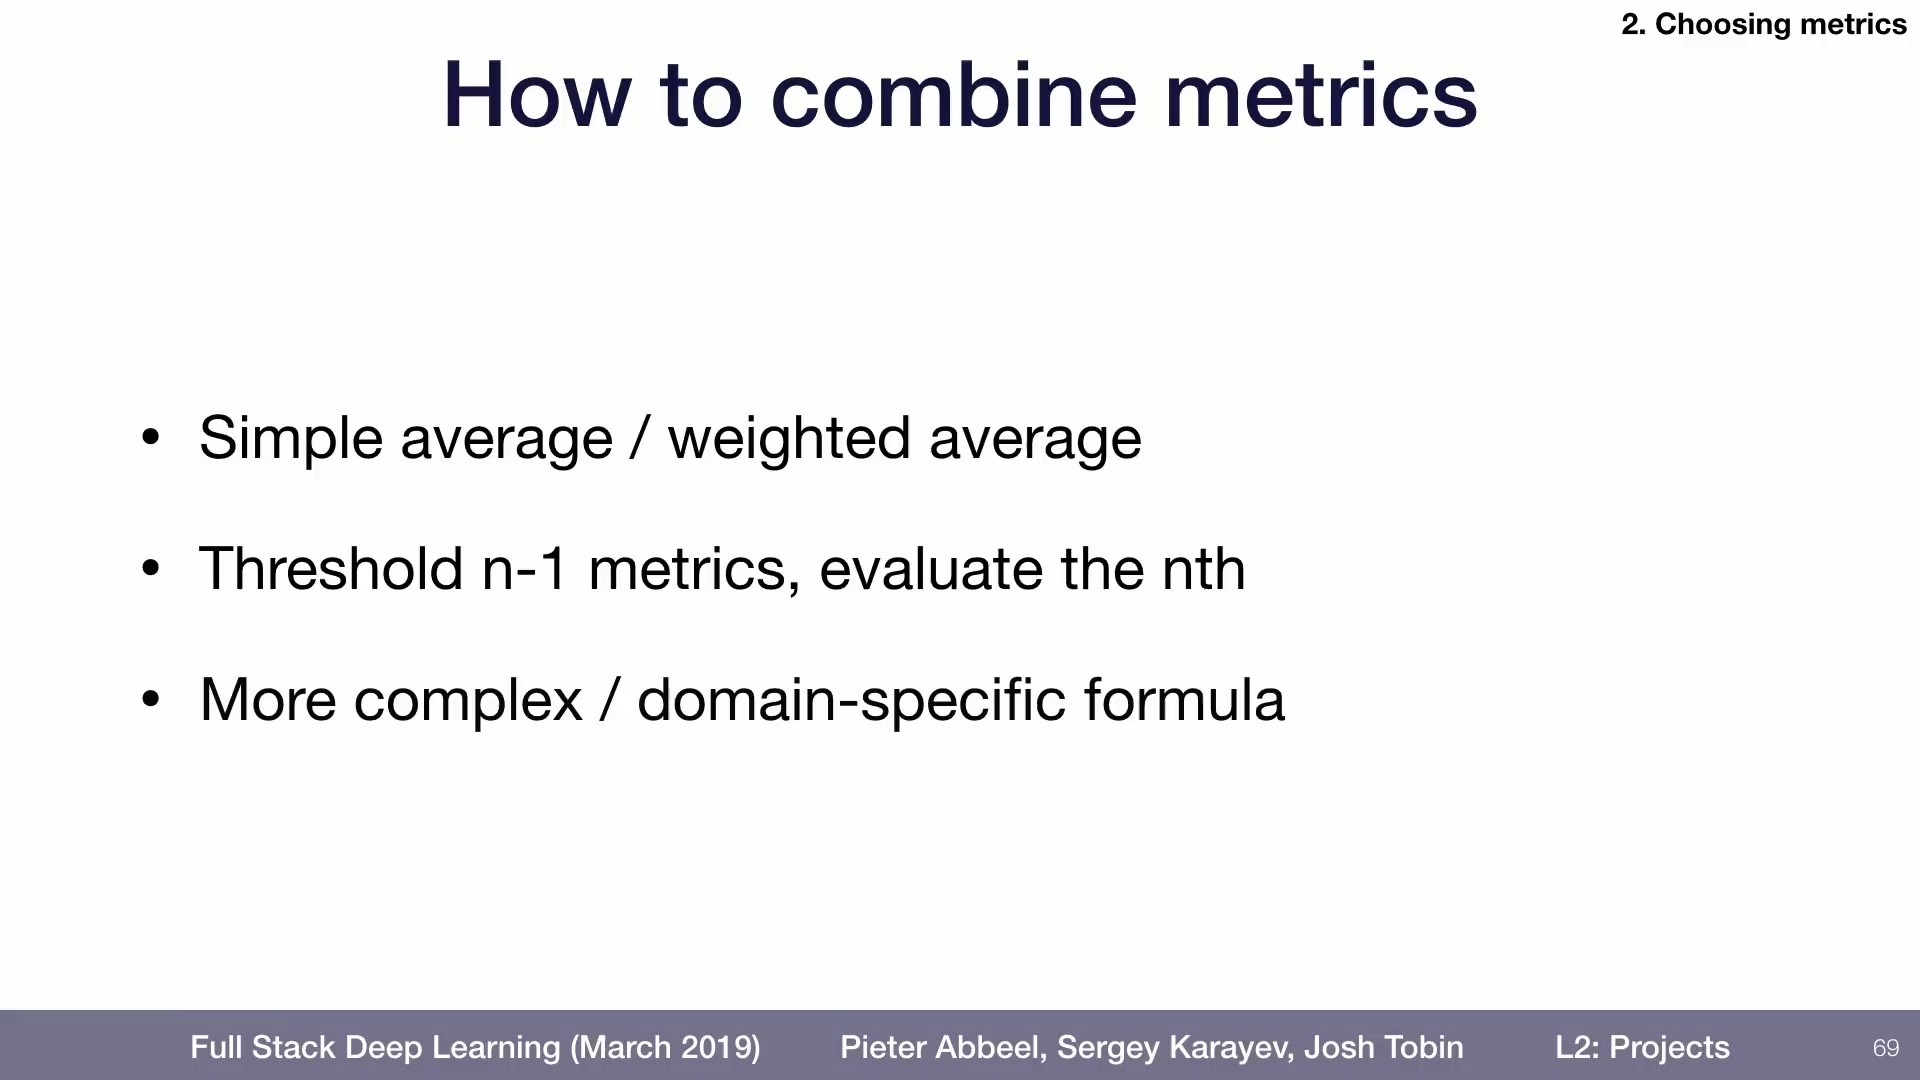 2. Choosing metrics
How to combine metrics
• Simple average / weighted average
• Threshold n-1 metrics, evaluate the nth
• More complex / domain-specific formula
Full Stack Deep Learning (March 2019) Pieter Abbeel, Sergey Karayev, Josh Tobin L2: Projects 69